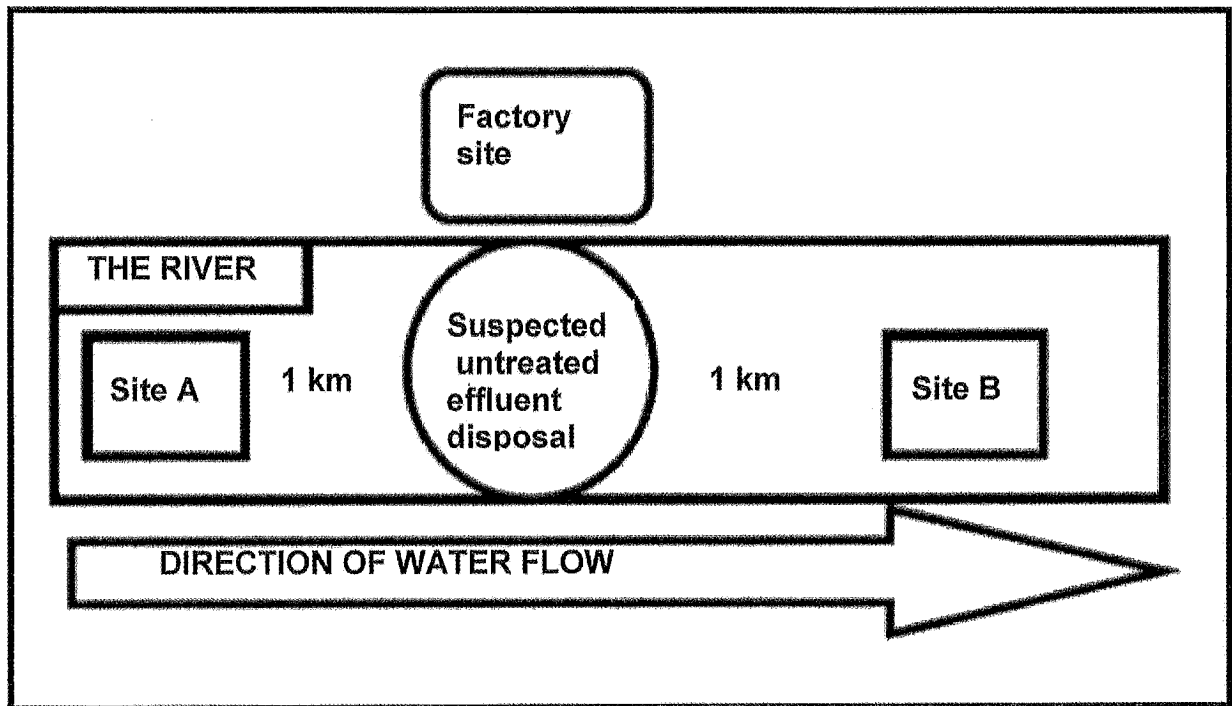 Factory
site
THE RIVER
Site A
1 km
Suspected
untreated
effluent
disposal
1 km
Site B
DIRECTION OF WATER FLOW